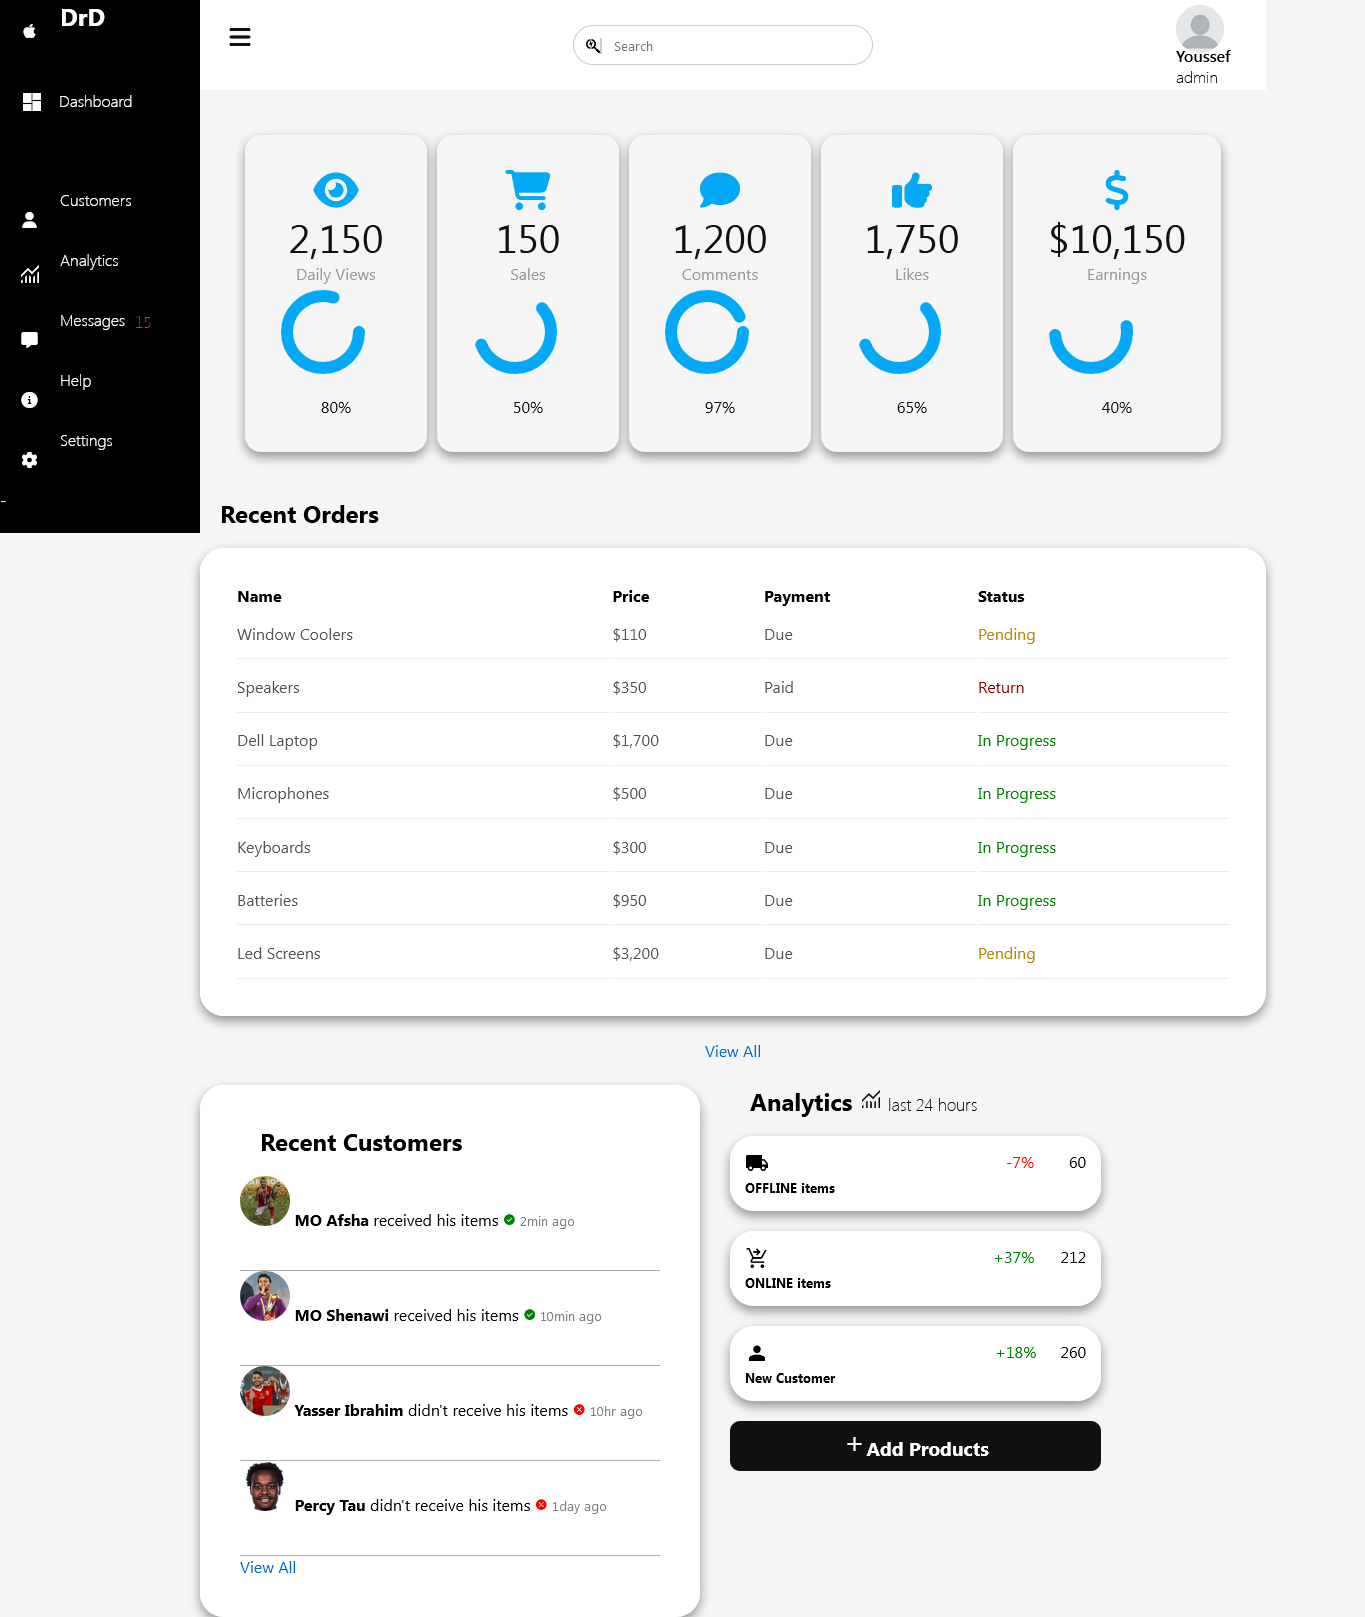 DrD
Dashboard
Customers
Analytics
Messages 15
Help
Settings
-
Search
Youssef
admin
2,150
Daily Views
80%
150
Sales
50%
1,200
Comments
97%
1,750
Likes
65%
$10,150
Earnings
40%
Recent Orders
Name Price Payment Status
Window Coolers $110 Due Pending
Speakers $350 Paid Return
Dell Laptop $1,700 Due In Progress
Microphones $500 Due In Progress
Keyboards $300 Due In Progress
Batteries $950 Due In Progress
Led Screens $3,200 Due Pending
View All
Recent Customers
MO Afsha received his items 2min ago
MO Shenawi received his items 10min ago
Yasser Ibrahim didn't receive his items 10hr ago
Percy Tau didn't receive his items 1day ago
View All
Analytics last 24 hours
-7% 60
OFFLINE items
+37% 212
ONLINE items
+18% 260
New Customer
+ Add Products